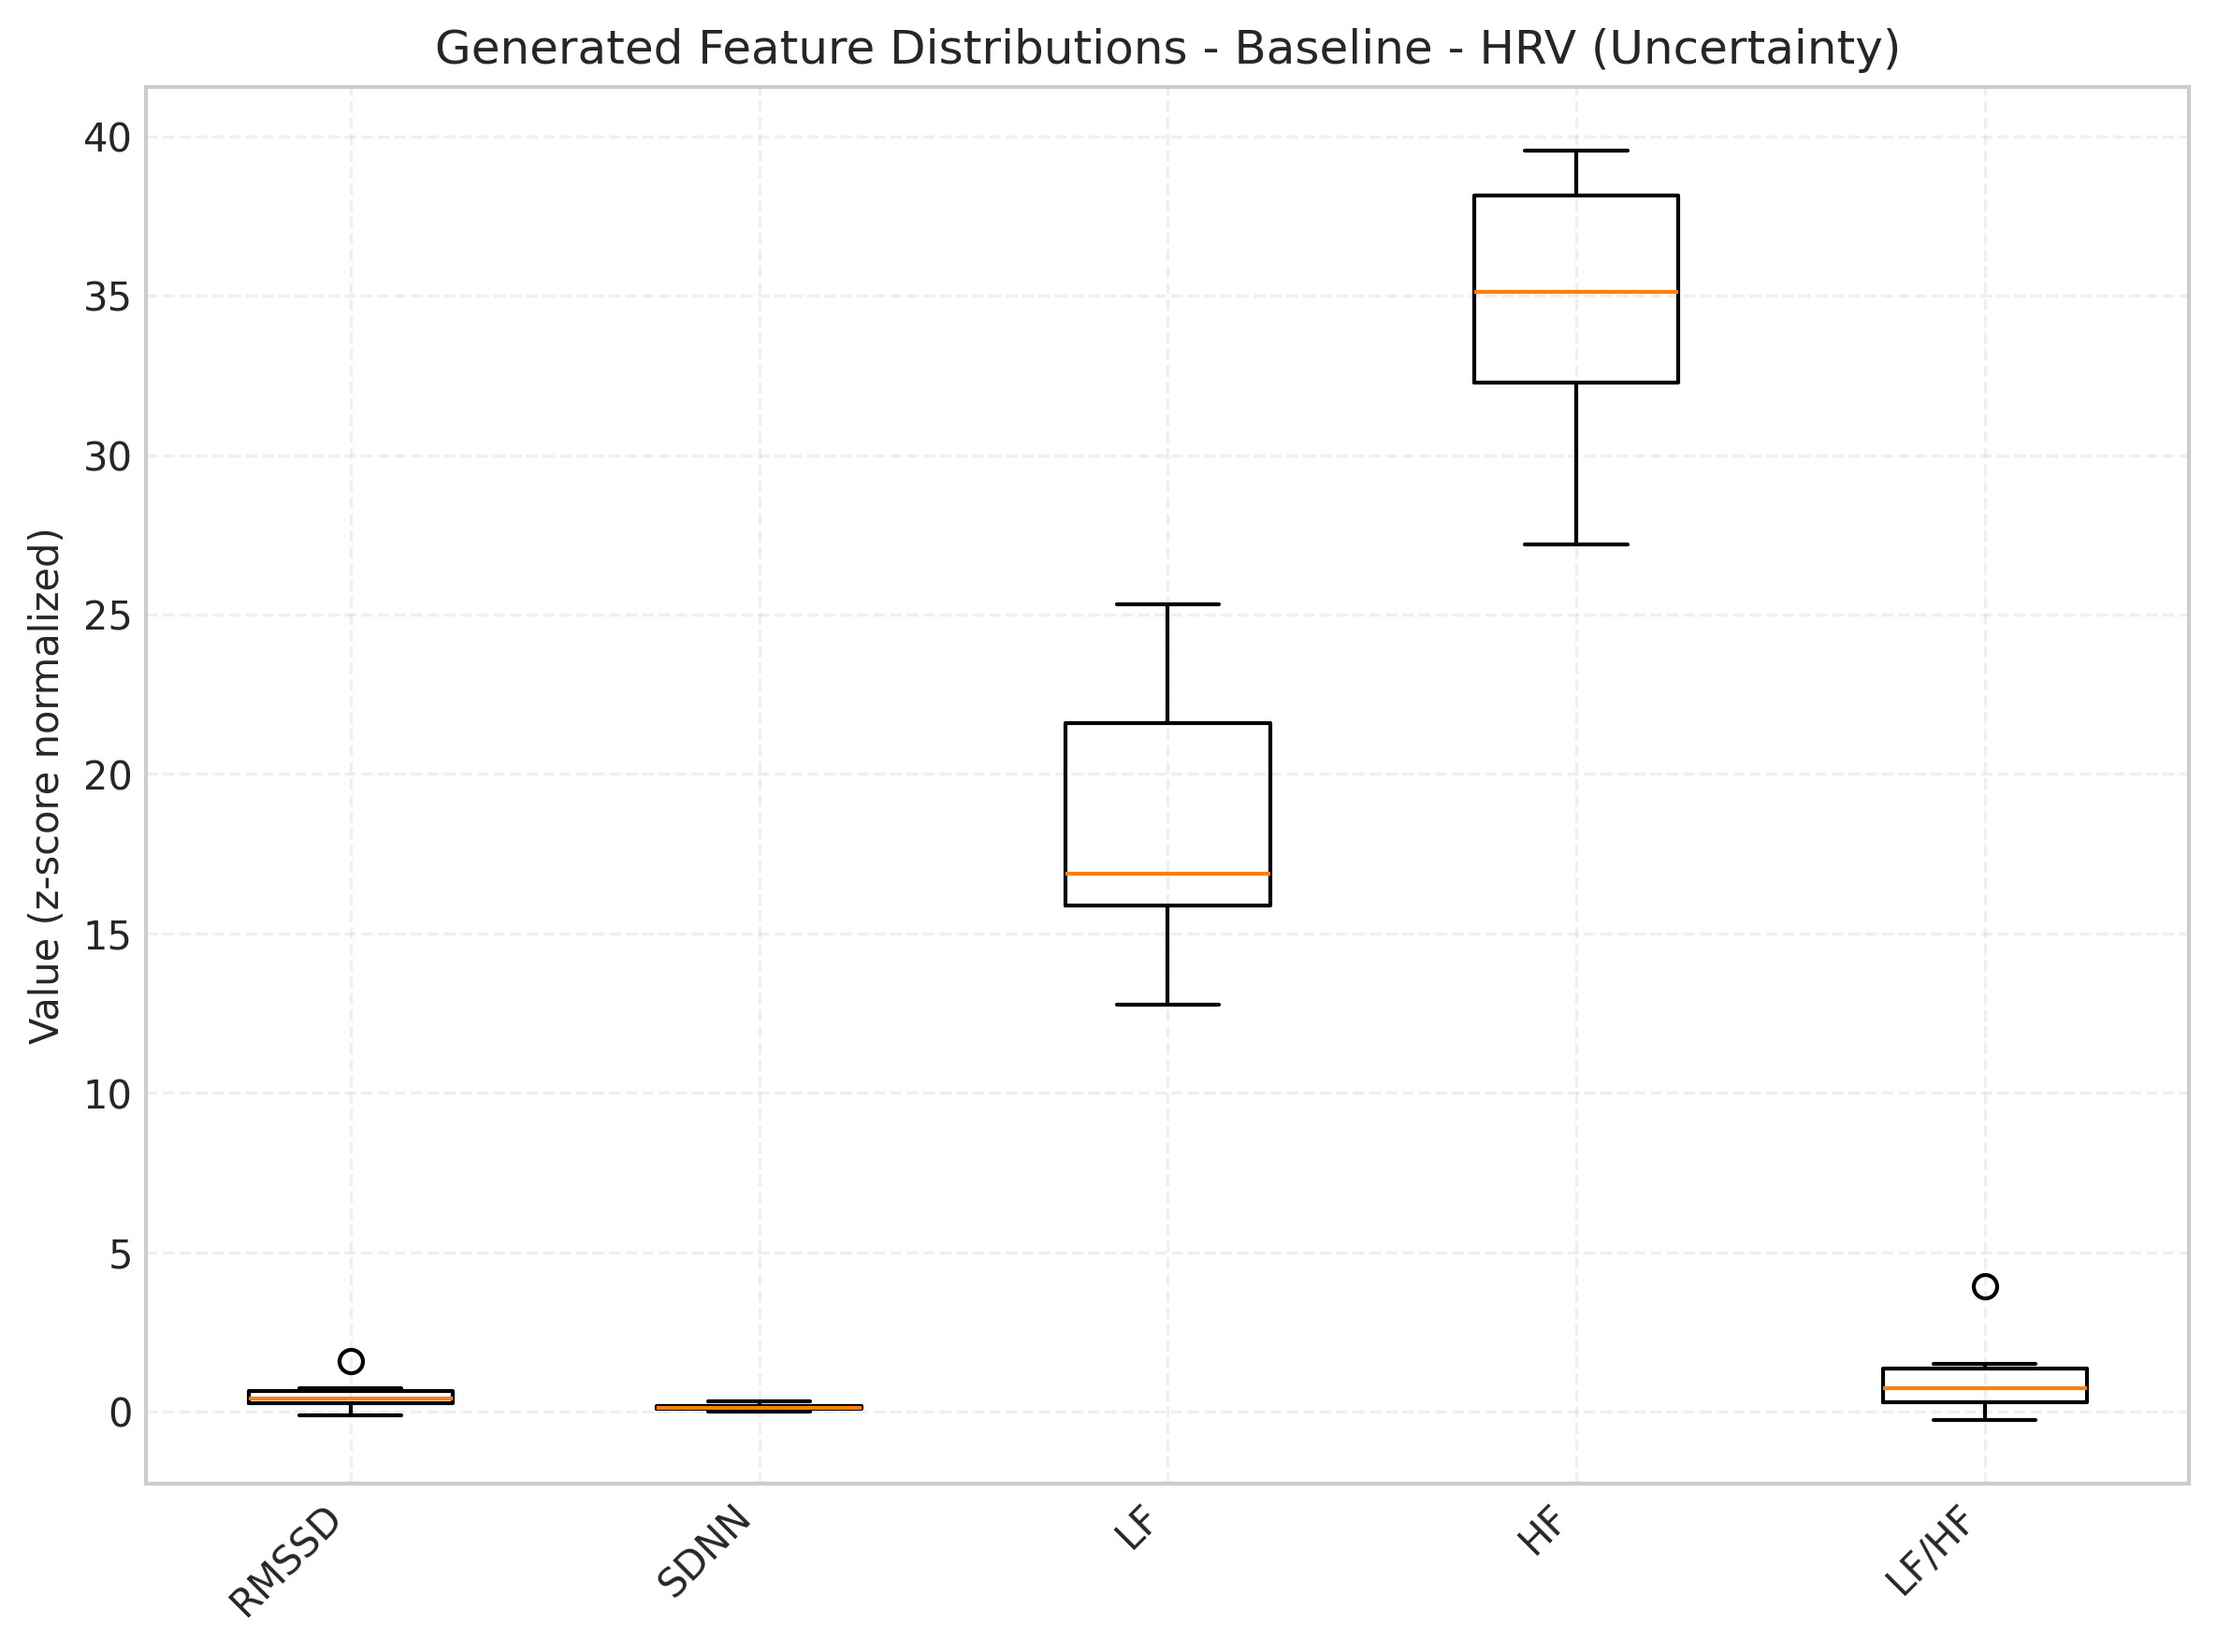 Generated Feature Distributions - Baseline - HRV (Uncertainty)
Value (z-score normalized)
40
35
30
25
20
15
10
5
0
RMSSD
SDNN
LF
HF
LF/HF